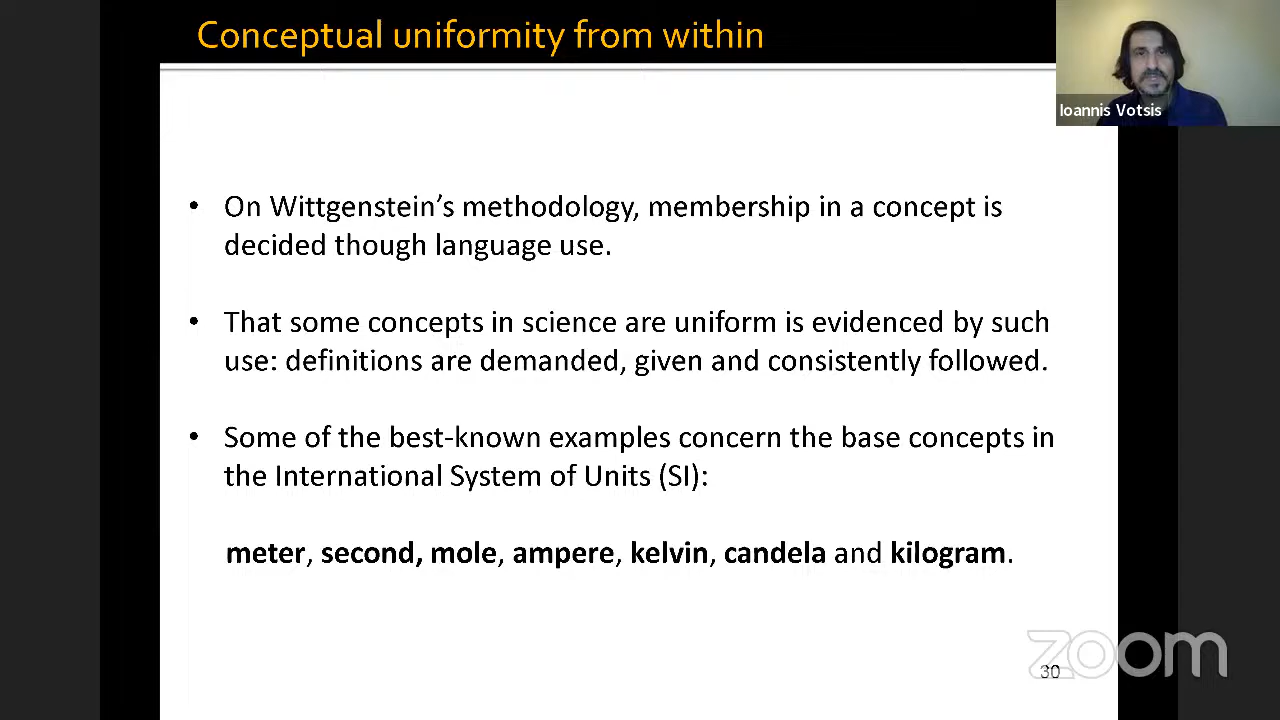 Conceptual uniformity from within
Ioannis Votsis
• On Wittgenstein’s methodology, membership in a concept is
decided though language use.
• That some concepts in science are uniform is evidenced by such
use: definitions are demanded, given and consistently followed.
• Some of the best-known examples concern the base concepts in
the International System of Units (SI):
meter, second, mole, ampere, kelvin, candela and kilogram.
zoom
30